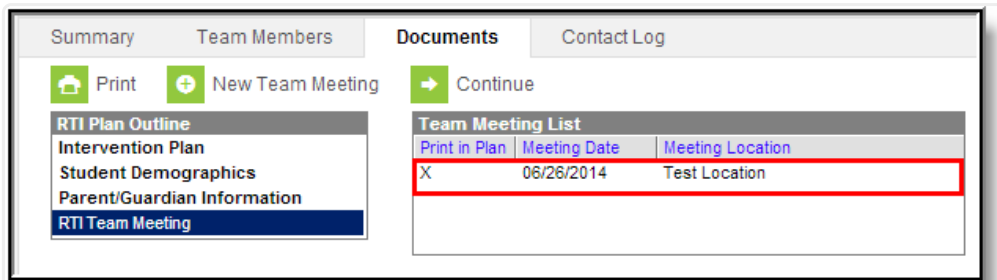 Summary Team Members Documents Contact Log
Print New Team Meeting Continue
RTI Plan Outline
Intervention Plan
Student Demographics
Parent/Guardian Information
RTI Team Meeting
Team Meeting List
Print in Plan Meeting Date Meeting Location
X 06/26/2014 Test Location